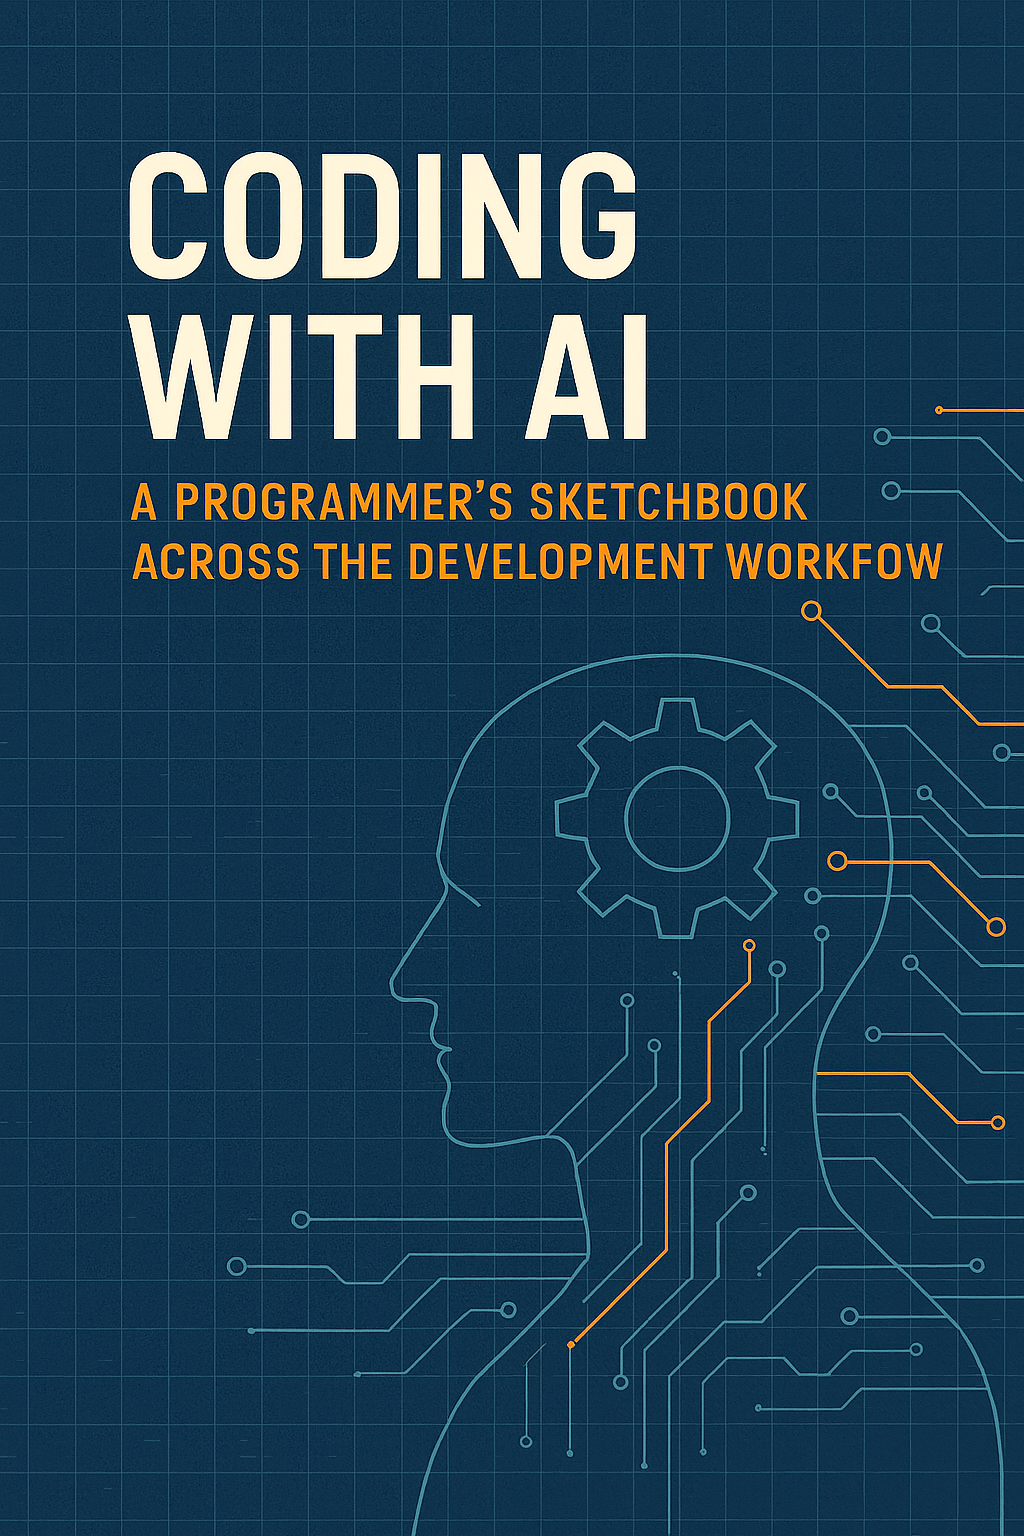 CODING
WITH AI
A PROGRAMMER’S SKETCHBOOK
ACROSS THE DEVELOPMENT WORKFOW